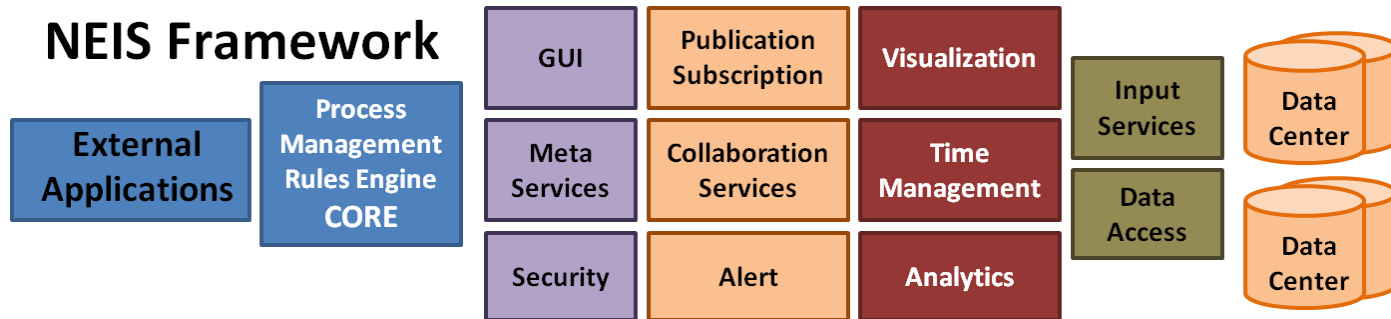 NEIS Framework
External
Applications
Process
Management
Rules Engine
CORE
GUI
Meta
Services
Security
Publication
Subscription
Collaboration
Services
Alert
Visualization
Time
Management
Analytics
Input
Services
Data
Access
Data
Center
Data
Center